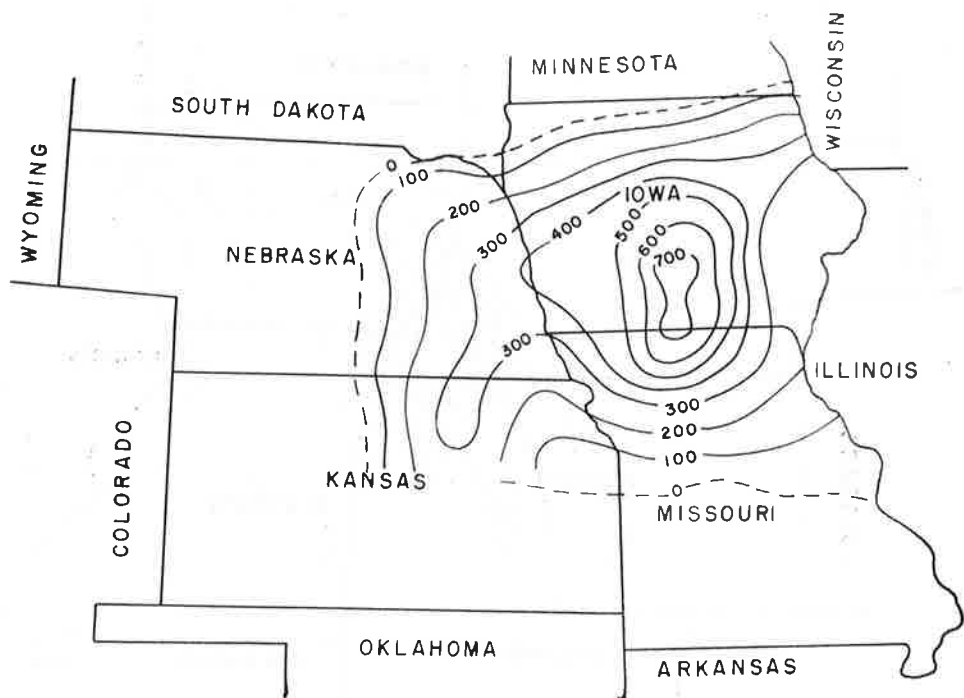 MINNESOTA
WISCONSIN
SOUTH DAKOTA
WYOMING
0
100
200
IOWA
300
400
500
600
700
NEBRASKA
300
ILLINOIS
300
200
100
0
KANSAS
MISSOURI
COLORADO
OKLAHOMA
ARKANSAS